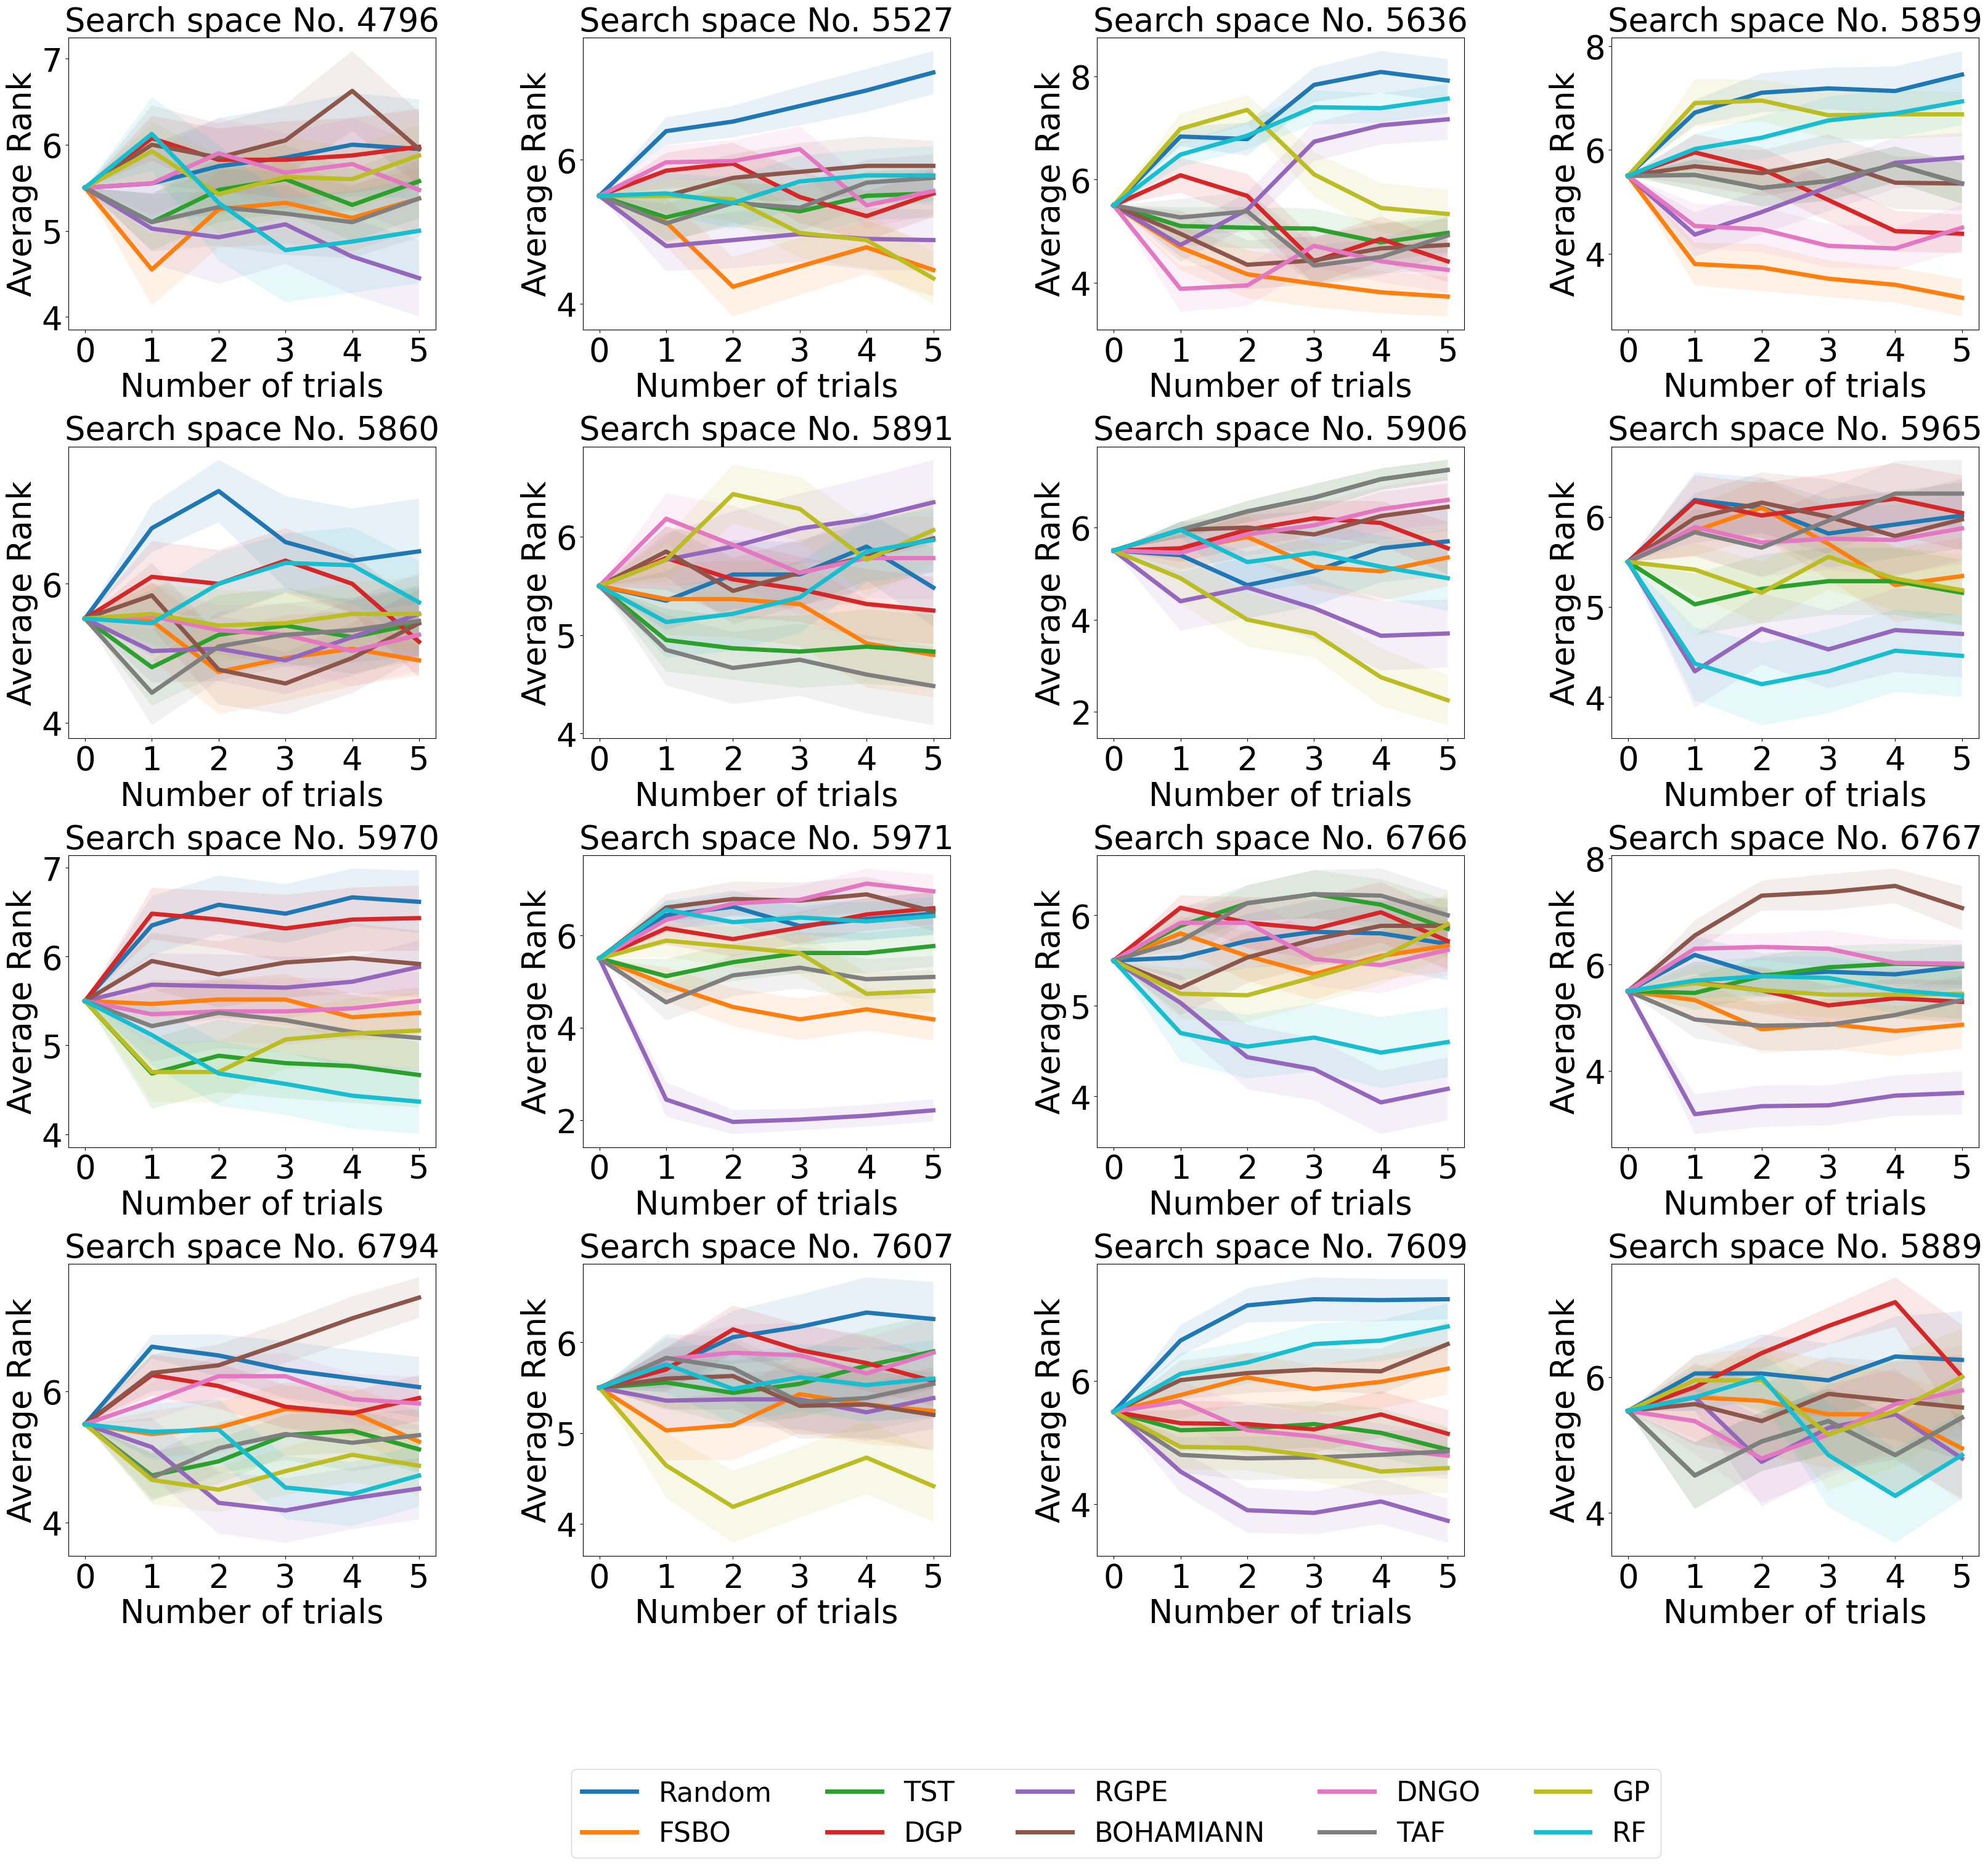 Search space No. 4796
Average Rank
7
6
5
4
0 1 2 3 4 5
Number of trials
Search space No. 5527
Average Rank
6
4
0 1 2 3 4 5
Number of trials
Search space No. 5636
Average Rank
8
6
4
0 1 2 3 4 5
Number of trials
Search space No. 5859
Average Rank
8
6
4
0 1 2 3 4 5
Number of trials
Search space No. 5860
Average Rank
6
4
0 1 2 3 4 5
Number of trials
Search space No. 5891
Average Rank
6
5
4
0 1 2 3 4 5
Number of trials
Search space No. 5906
Average Rank
6
4
2
0 1 2 3 4 5
Number of trials
Search space No. 5965
Average Rank
6
5
4
0 1 2 3 4 5
Number of trials
Search space No. 5970
Average Rank
7
6
5
4
0 1 2 3 4 5
Number of trials
Search space No. 5971
Average Rank
6
4
2
0 1 2 3 4 5
Number of trials
Search space No. 6766
Average Rank
6
5
4
0 1 2 3 4 5
Number of trials
Search space No. 6767
Average Rank
8
6
4
0 1 2 3 4 5
Number of trials
Search space No. 6794
Average Rank
6
4
0 1 2 3 4 5
Number of trials
Search space No. 7607
Average Rank
6
5
4
0 1 2 3 4 5
Number of trials
Search space No. 7609
Average Rank
6
4
0 1 2 3 4 5
Number of trials
Search space No. 5889
Average Rank
6
4
0 1 2 3 4 5
Number of trials
Random TST RGPE DNGO GP
FSBO DGP BOHAMIANN TAF RF